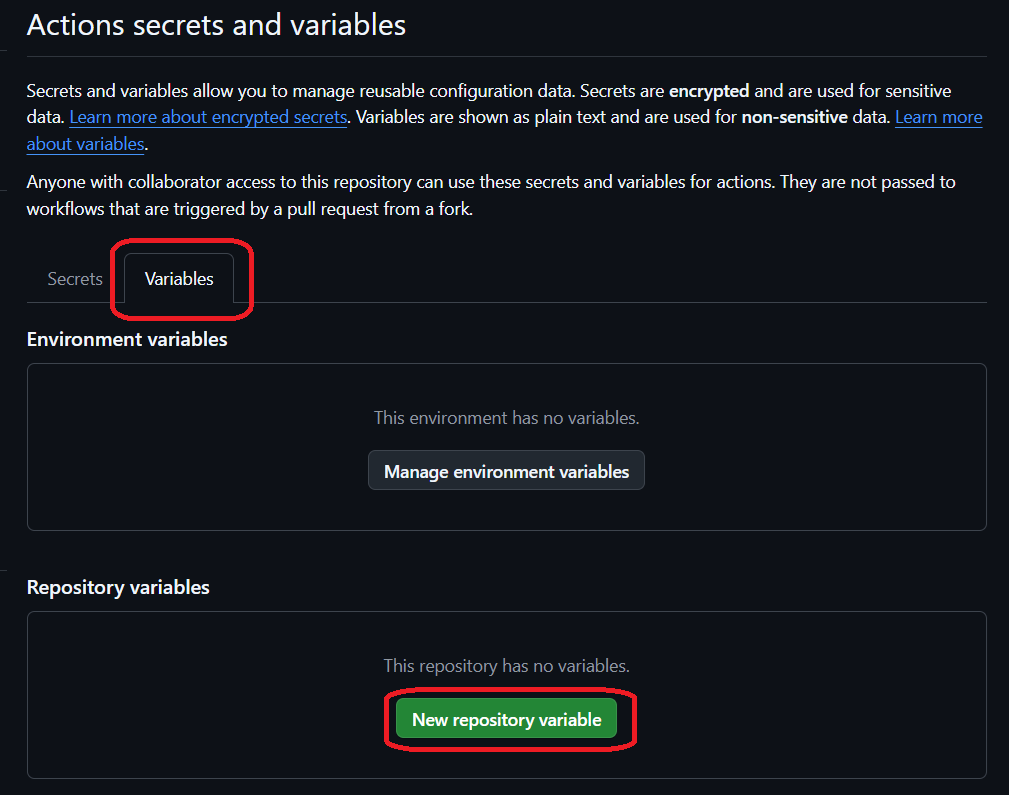 Actions secrets and variables
Secrets and variables allow you to manage reusable configuration data. Secrets are encrypted and are used for sensitive
data. Learn more about encrypted secrets. Variables are shown as plain text and are used for non-sensitive data. Learn more
about variables.
Anyone with collaborator access to this repository can use these secrets and variables for actions. They are not passed to
workflows that are triggered by a pull request from a fork.
Secrets Variables
Environment variables
This environment has no variables.
Manage environment variables
Repository variables
This repository has no variables.
New repository variable